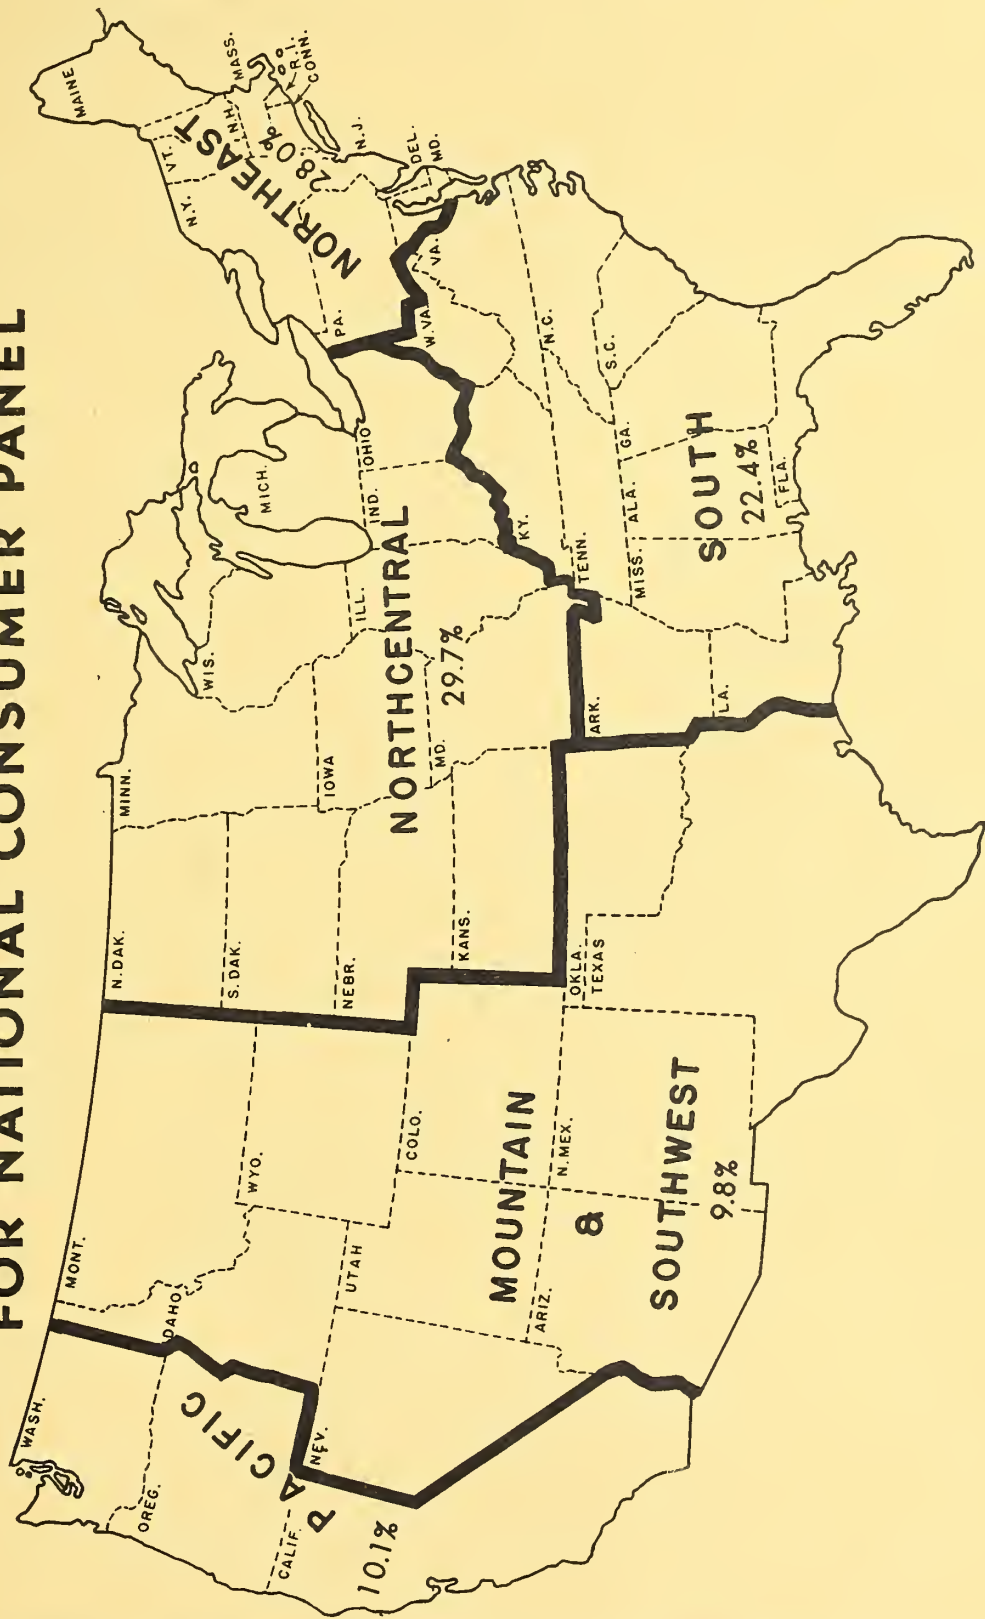 FOR NATIONAL CONSUMER PANEL
WASH.
OREG.
CALIF.
PACIFIC
10.1%
NEV.
IDAHO
MONT.
WYO.
UTAH
COLO.
ARIZ.
N.MEX.
MOUNTAIN
&
SOUTHWEST
9.8%
OKLA.
TEXAS
N.DAK.
S.DAK.
NEBR.
KANS.
MINN.
IOWA
MD.
WIS.
ILL.
MICH.
IND.
OHIO
NORTHCENTRAL
29.7%
ARK.
LA.
KY.
TENN.
MISS.
ALA.
GA.
FLA.
S.C.
N.C.
W.VA.
VA.
SOUTH
22.4%
PA.
N.Y.
VT.
N.H.
MAINE
MASS.
R.I.
CONN.
N.J.
DEL.
MD.
NORTHEAST
28.0%